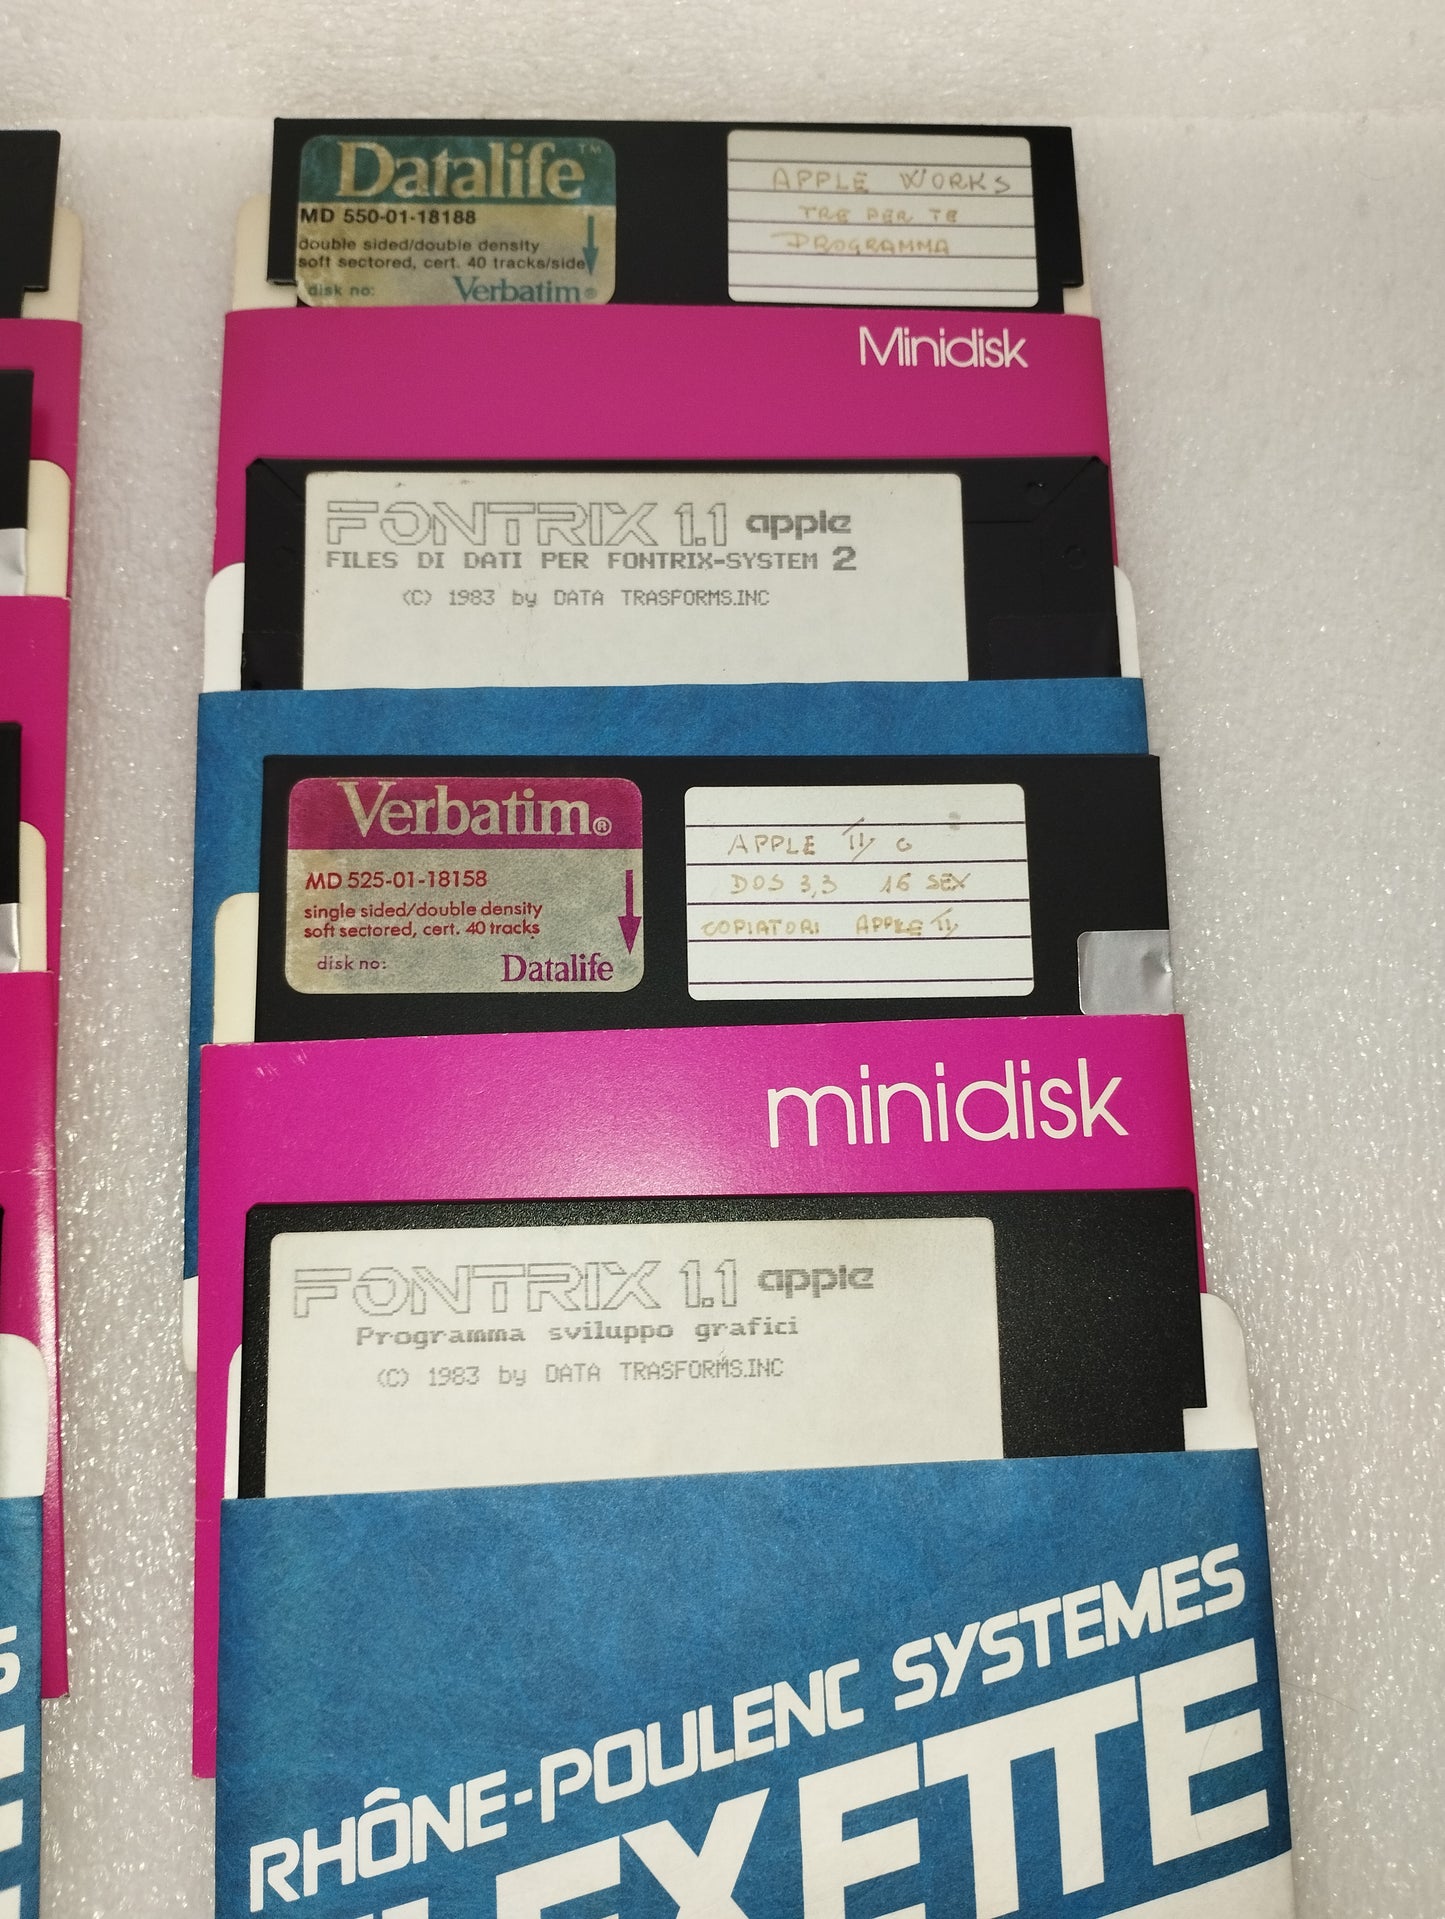 Datalife™
MD 550-01-18188
double sided/double density
soft sectored, cert. 40 tracks/side
disk no:
Verbatim®
APPLE WORKS
TRE PER TE
PROGRAMMA
Minidisk
FONTRIX 1.1 apple
FILES DI DATI PER FONTRIX-SYSTEM 2
(C) 1983 by DATA TRASFORMS.INC
Verbatim®
MD 525-01-18158
single sided/double density
soft sectored, cert. 40 tracks
disk no:
Datalife
APPLE II C
DOS 3,3 16 SEX
COPIATORI APPLE II
minidisk
FONTRIX 1.1 apple
Programma sviluppo grafici
(C) 1983 by DATA TRASFORMS.INC
RHÔNE-POULENC SYSTEMES